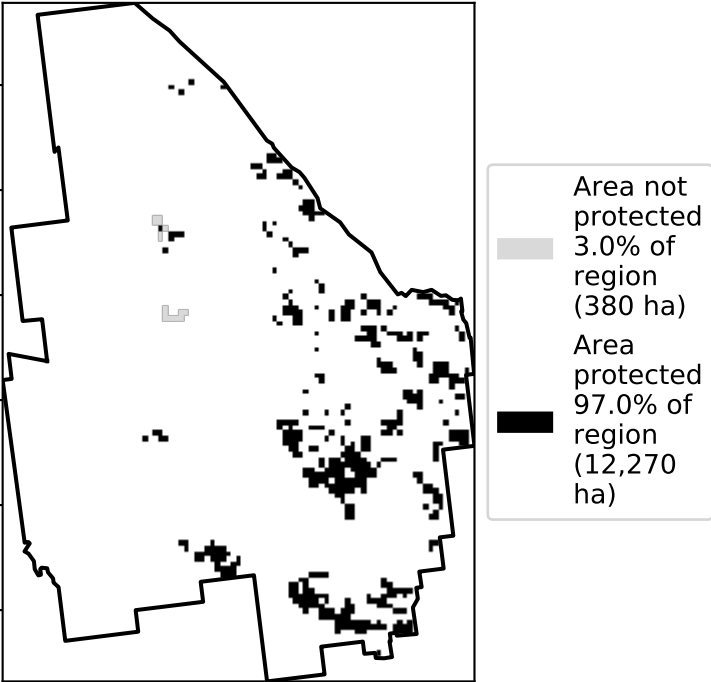 Area not
protected
3.0% of
region
(380 ha)
Area
protected
97.0% of
region
(12,270
ha)